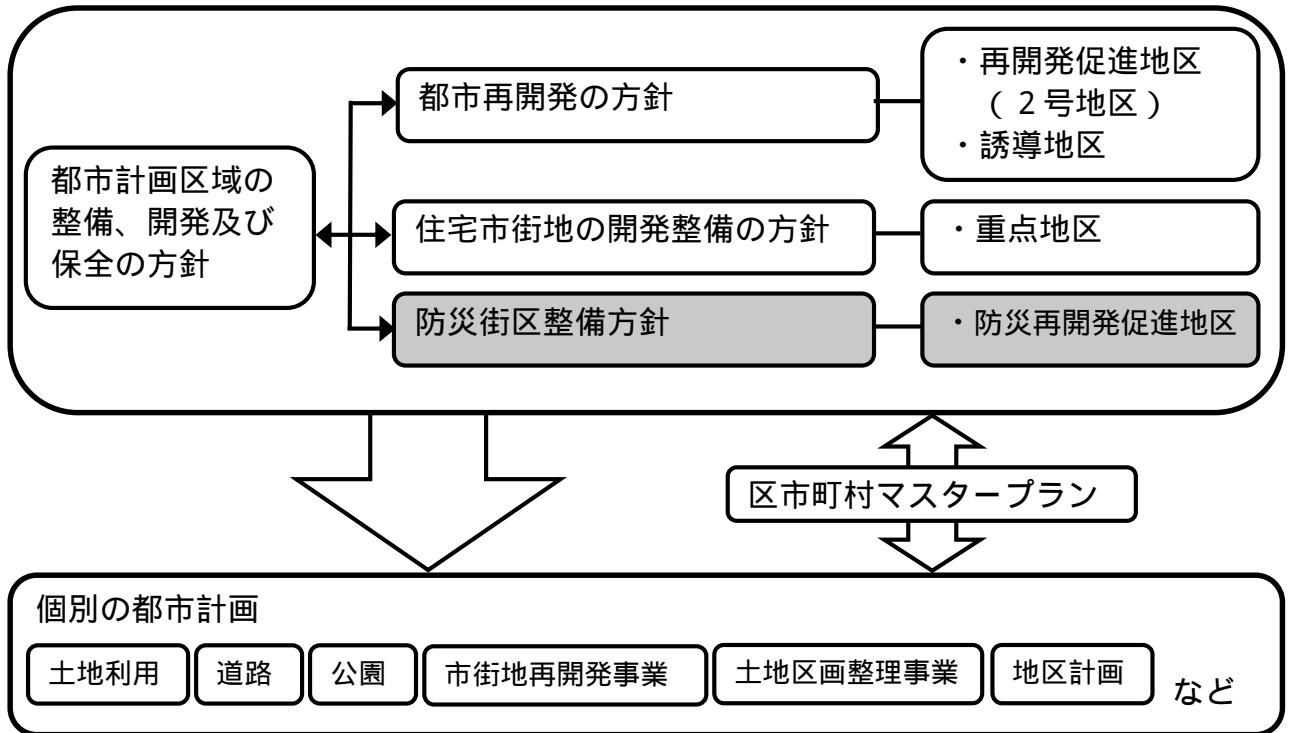 都市計画区域の
整備、開発及び
保全の方針
都市再開発の方針
・再開発促進地区
（２号地区）
・誘導地区
住宅市街地の開発整備の方針
・重点地区
防災街区整備方針
・防災再開発促進地区
区市町村マスタープラン
個別の都市計画
土地利用
道路
公園
市街地再開発事業
土地区画整理事業
地区計画
など